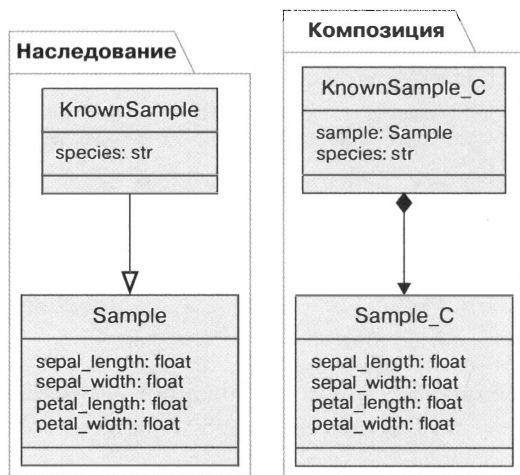 Наследование
KnownSample
species: str
Sample
sepal_length: float
sepal_width: float
petal_length: float
petal_width: float
Композиция
KnownSample_C
sample: Sample
species: str
Sample_C
sepal_length: float
sepal_width: float
petal_length: float
petal_width: float